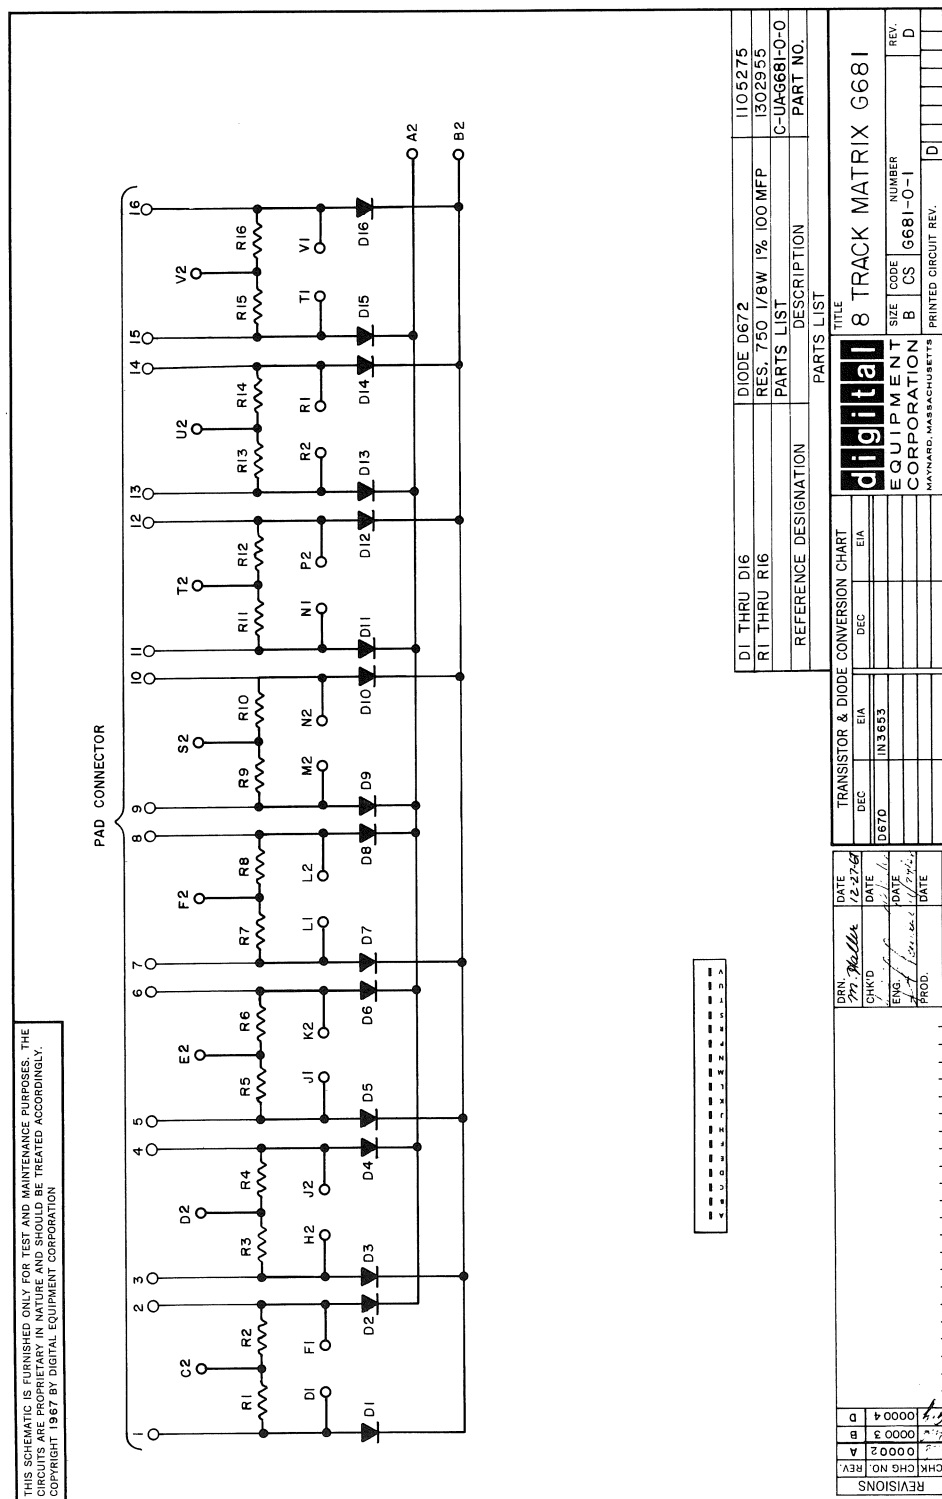 THIS SCHEMATIC IS FURNISHED ONLY FOR TEST AND MAINTENANCE PURPOSES. THE
CIRCUITS ARE PROPRIETARY IN NATURE AND SHOULD BE TREATED ACCORDINGLY.
COPYRIGHT 1967 BY DIGITAL EQUIPMENT CORPORATION
PAD CONNECTOR
1 2 3 4 5 6 7 8 9 10 11 12 13 14 15 16
C2 D2 E2 F2 S2 T2 U2 V2
R1 R2 R3 R4 R5 R6 R7 R8 R9 R10 R11 R12 R13 R14 R15 R16
D1 F1 H2 J2 J1 K2 L1 L2 M2 N2 N1 P2 R2 R1 T1 V1
D1 D2 D3 D4 D5 D6 D7 D8 D9 D10 D11 D12 D13 D14 D15 D16
A2
B2
A B C D E F H J K L M N P R S T U V
D1 THRU D16 DIODE D672 1105275
R1 THRU R16 RES, 750 1/8W 1% 100 MFP 1302955
PARTS LIST C-UA-G681-0-0
REFERENCE DESIGNATION DESCRIPTION PART NO.
PARTS LIST
REVISIONS
CHK CHG NO. REV.
00002 A
0000 3 B
0000 4 D
DRN. DATE
M. Haller 12-27-67
CHK'D DATE
ENG. DATE
PROD. DATE
TRANSISTOR & DIODE CONVERSION CHART
DEC EIA DEC EIA
D670 IN3653
digital
EQUIPMENT
CORPORATION
MAYNARD, MASSACHUSETTS
TITLE
8 TRACK MATRIX G681
SIZE CODE NUMBER REV.
B CS G681-0-1 D
PRINTED CIRCUIT REV. D